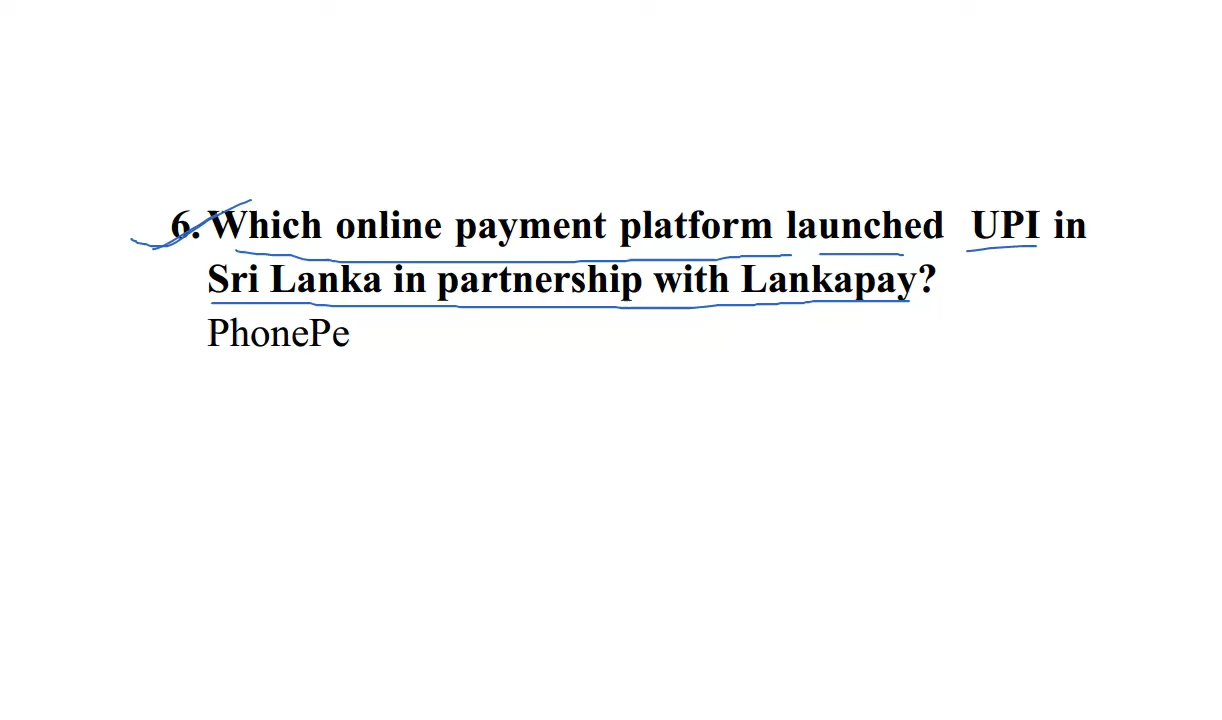 6. Which online payment platform launched UPI in
Sri Lanka in partnership with Lankapay?
PhonePe